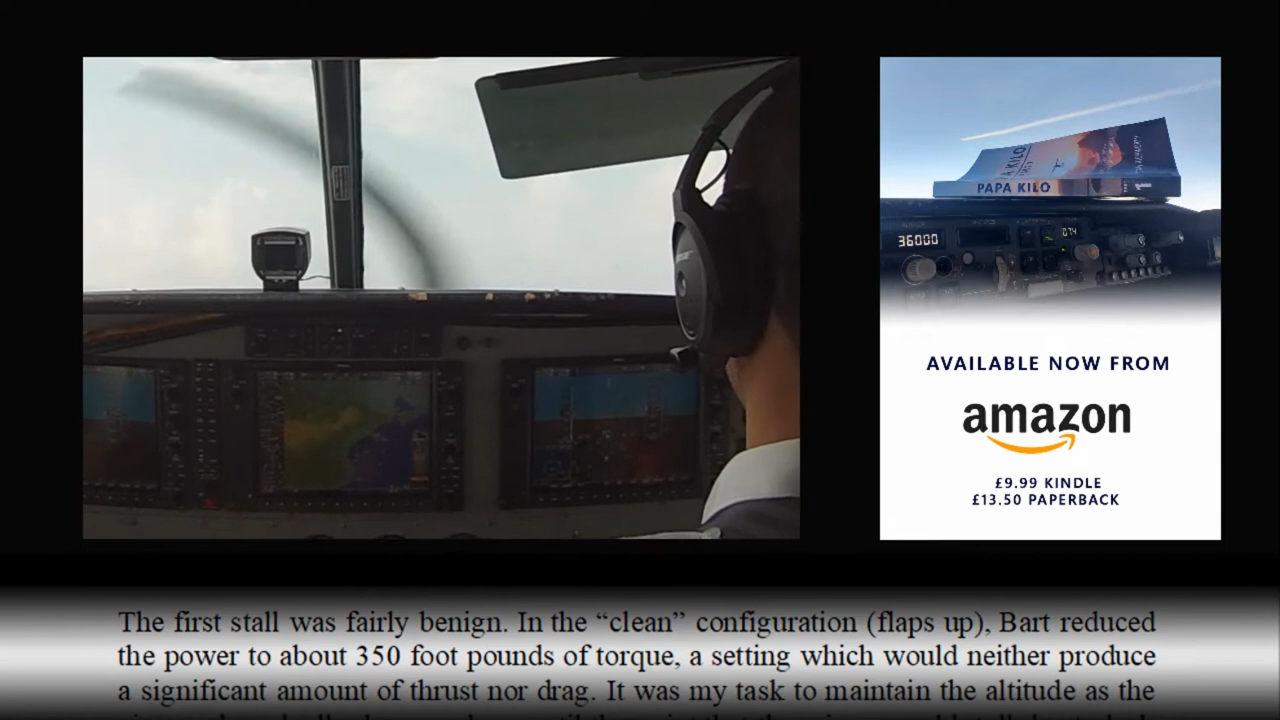 PAPA KILO
36000
AVAILABLE NOW FROM
amazon
£9.99 KINDLE
£13.50 PAPERBACK
The first stall was fairly benign. In the “clean” configuration (flaps up), Bart reduced
the power to about 350 foot pounds of torque, a setting which would neither produce
a significant amount of thrust nor drag. It was my task to maintain the altitude as the